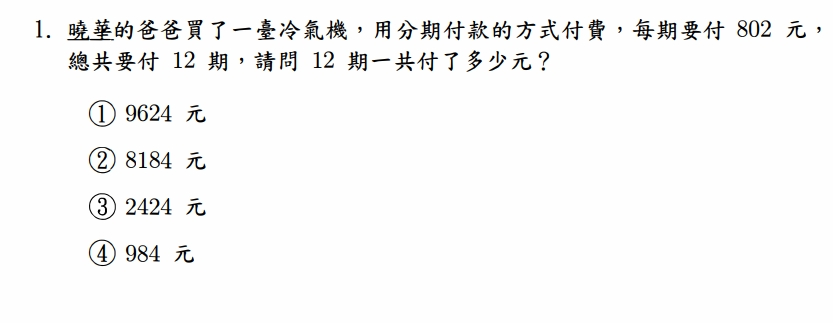 1. 曉華的爸爸買了一臺冷氣機，用分期付款的方式付費，每期要付 802 元，
總共要付 12 期，請問 12 期一共付了多少元？
① 9624 元
② 8184 元
③ 2424 元
④ 984 元